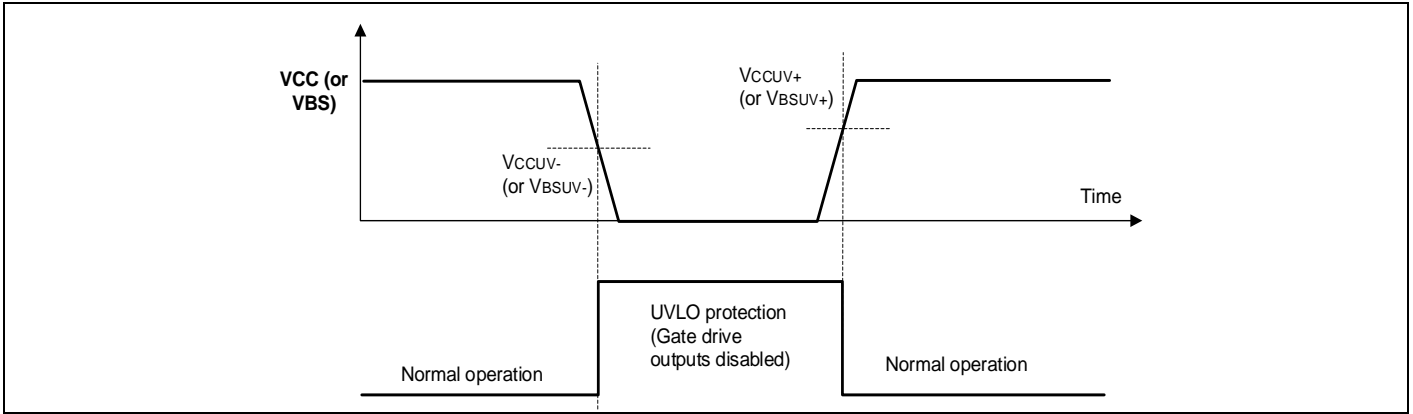 VCC (or
VBS)
VCCUV+
(or VBSUV+)
VCCUV-
(or VBSUV-)
Time
UVLO protection
(Gate drive
outputs disabled)
Normal operation
Normal operation